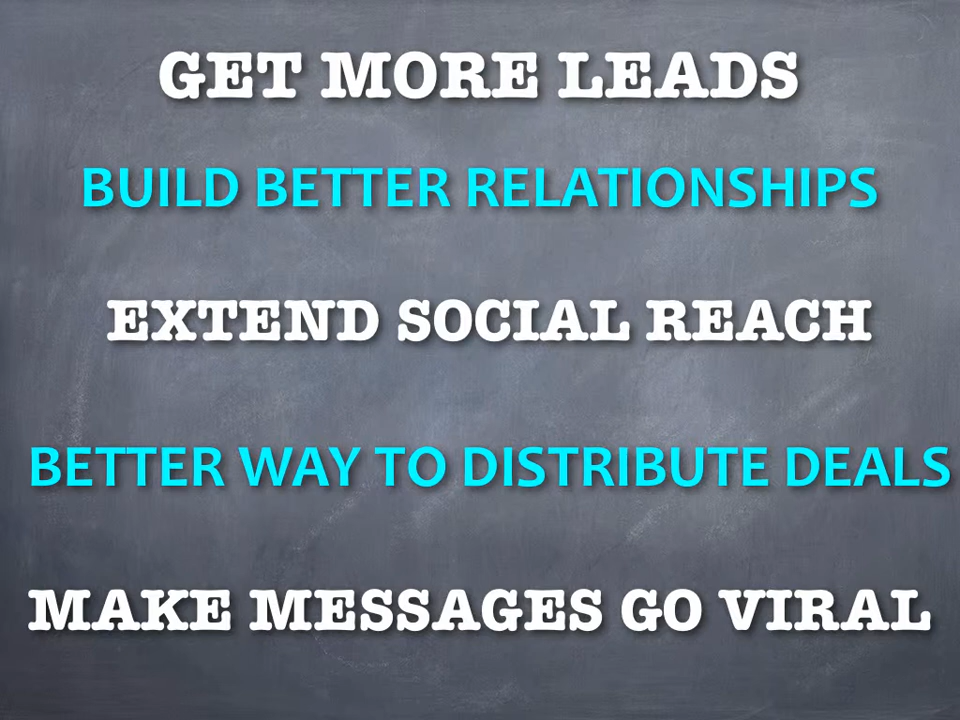 GET MORE LEADS
BUILD BETTER RELATIONSHIPS
EXTEND SOCIAL REACH
BETTER WAY TO DISTRIBUTE DEALS
MAKE MESSAGES GO VIRAL